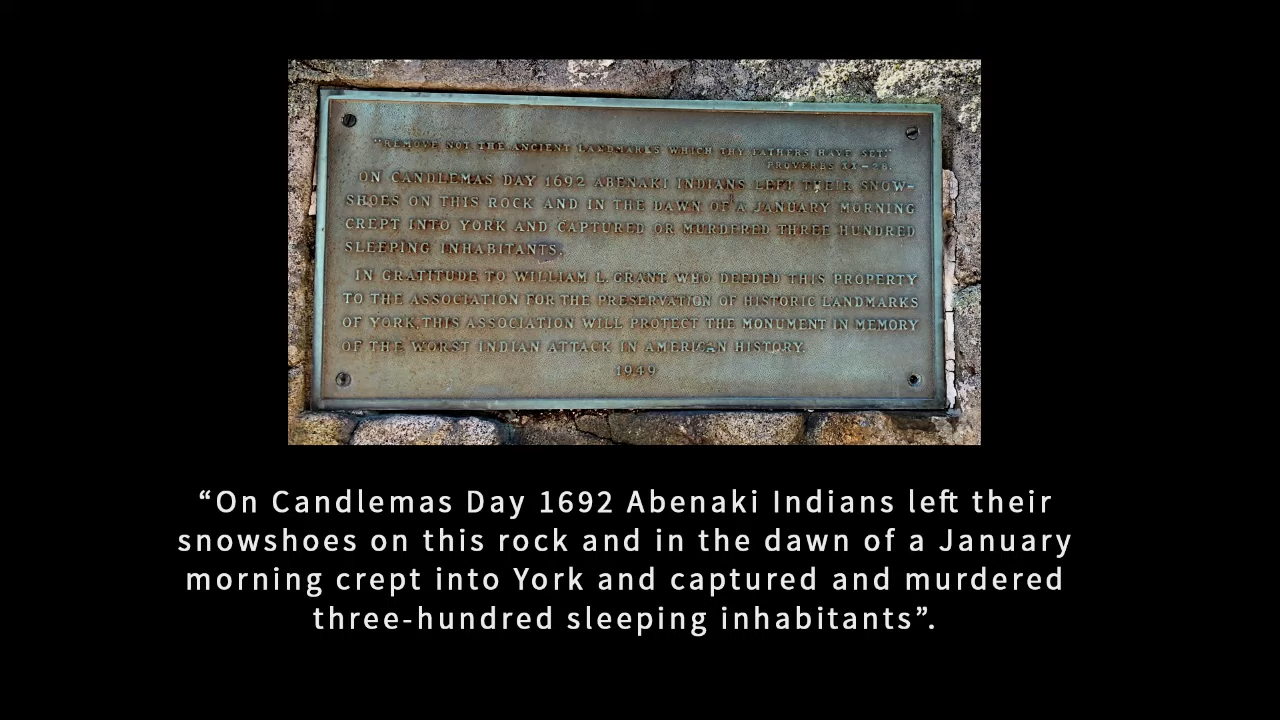 "REMOVE NOT THE ANCIENT LANDMARKS WHICH THY FATHERS HAVE SET"
PROVERBS
ON CANDLEMAS DAY 1692 ABENAKI INDIANS LEFT THEIR SNOW-
SHOES ON THIS ROCK AND IN THE DAWN OF A JANUARY MORNING
CREPT INTO YORK AND CAPTURED OR MURDERED THREE HUNDRED
SLEEPING INHABITANTS.
IN GRATITUDE TO WILLIAM L. GRANT WHO DEEDED THIS PROPERTY
TO THE ASSOCIATION FOR THE PRESERVATION OF HISTORIC LANDMARKS
OF YORK, THIS ASSOCIATION WILL PROTECT THE MONUMENT IN MEMORY
OF THE WORST INDIAN ATTACK IN AMERICAN HISTORY.
1949
“On Candlemas Day 1692 Abenaki Indians left their
snowshoes on this rock and in the dawn of a January
morning crept into York and captured and murdered
three-hundred sleeping inhabitants”.